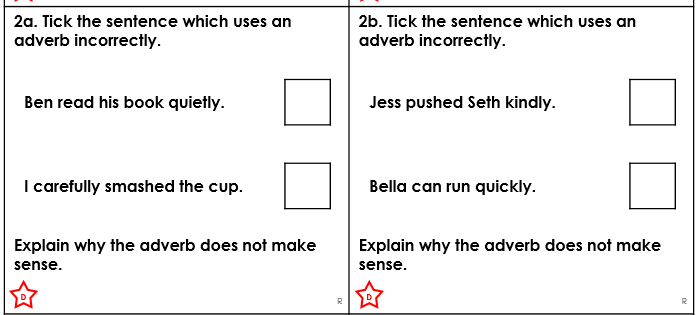 2a. Tick the sentence which uses an
adverb incorrectly.
Ben read his book quietly.
I carefully smashed the cup.
Explain why the adverb does not make
sense.
D
R
2b. Tick the sentence which uses an
adverb incorrectly.
Jess pushed Seth kindly.
Bella can run quickly.
Explain why the adverb does not make
sense.
D
R